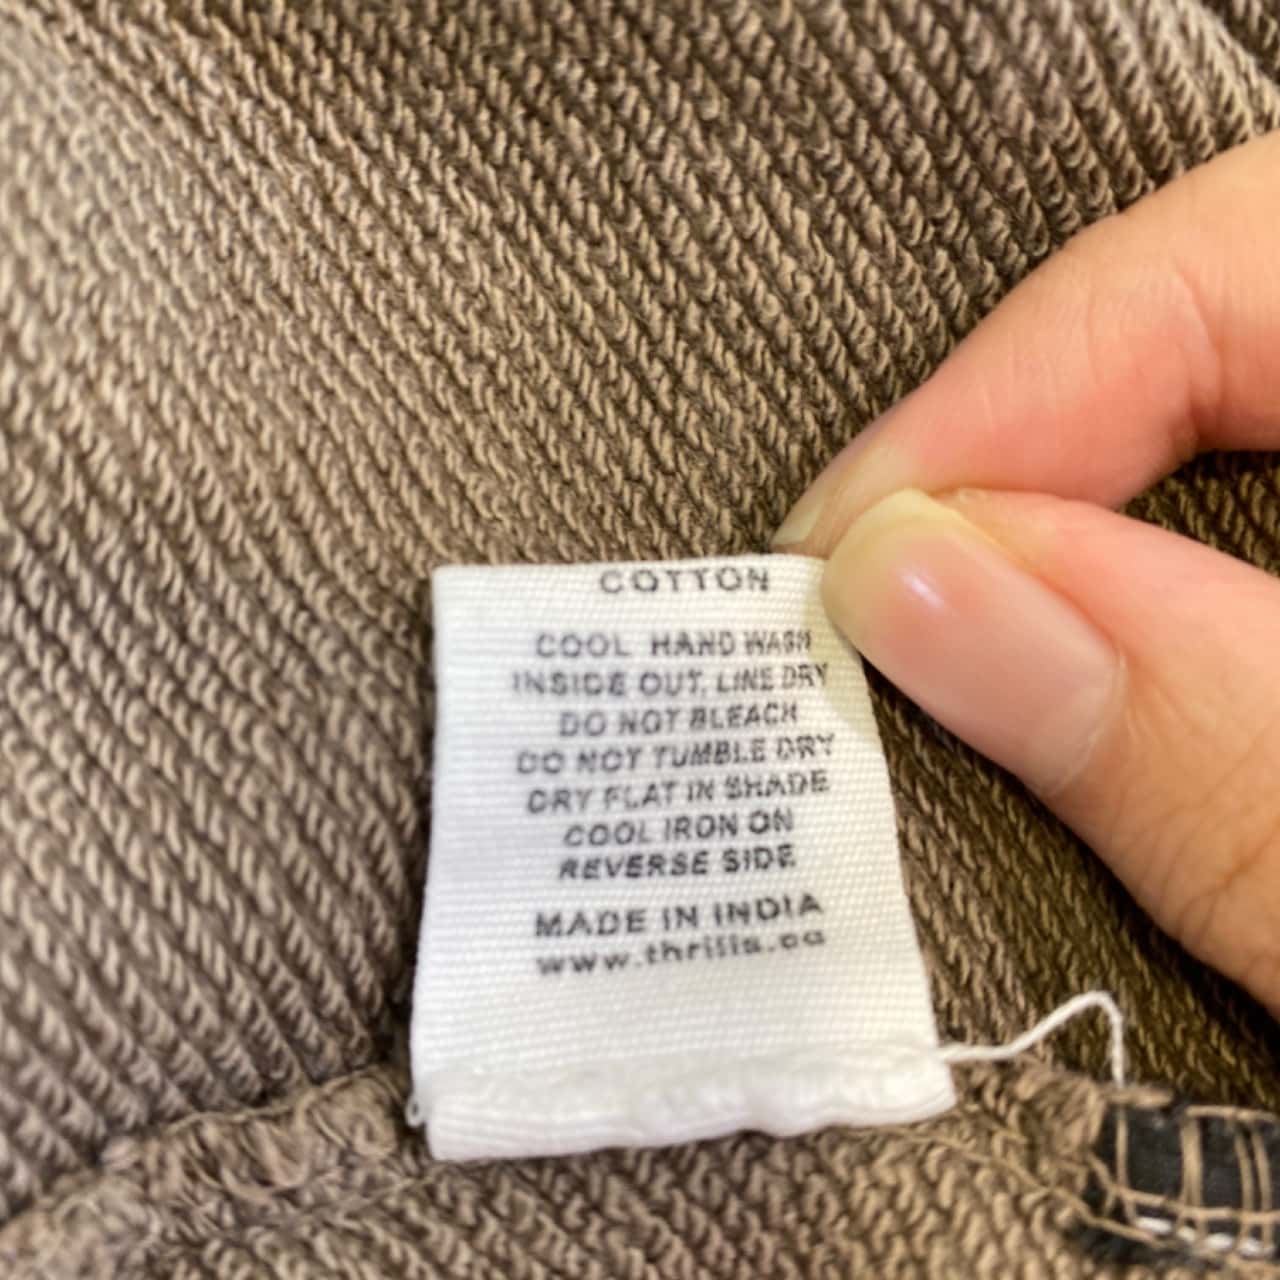 COTTON
COOL HAND WASH
INSIDE OUT, LINE DRY
DO NOT BLEACH
DO NOT TUMBLE DRY
DRY FLAT IN SHADE
COOL IRON ON
REVERSE SIDE
MADE IN INDIA
www.thrills.co